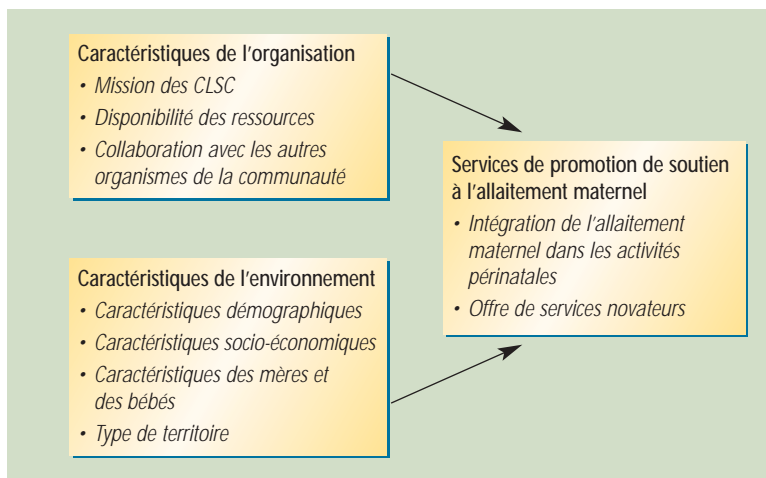 Caractéristiques de l'organisation
• Mission des CLSC
• Disponibilité des ressources
• Collaboration avec les autres
organismes de la communauté
Services de promotion de soutien
à l'allaitement maternel
• Intégration de l'allaitement
maternel dans les activités
périnatales
• Offre de services novateurs
Caractéristiques de l'environnement
• Caractéristiques démographiques
• Caractéristiques socio-économiques
• Caractéristiques des mères et
des bébés
• Type de territoire